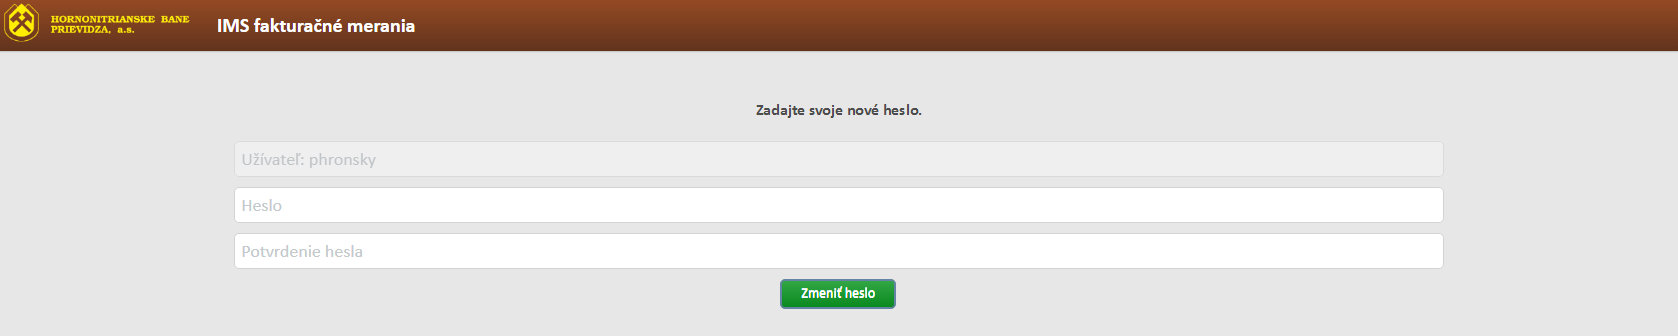 HORNONITRIANSKE BANE
PRIEVIDZA, a.s.
IMS fakturačné merania
Zadajte svoje nové heslo.
Užívateľ: phronsky
Heslo
Potvrdenie hesla
Zmeniť heslo